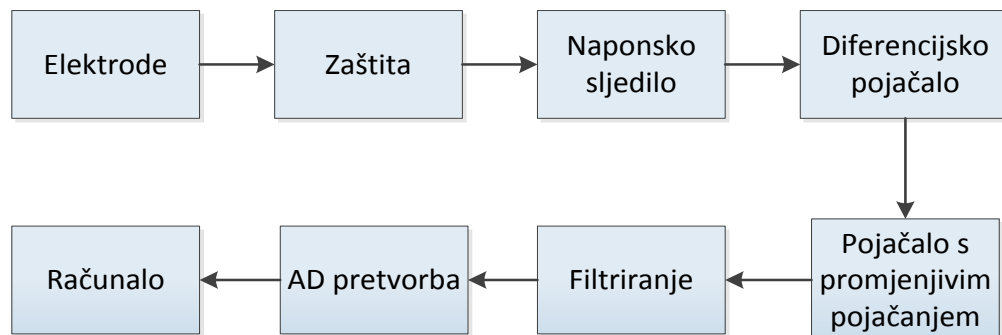 Elektrode
Zaštita
Naponsko
sljedilo
Diferencijsko
pojačalo
Pojačalo s
promjenjivim
pojačanjem
Filtriranje
AD pretvorba
Računalo